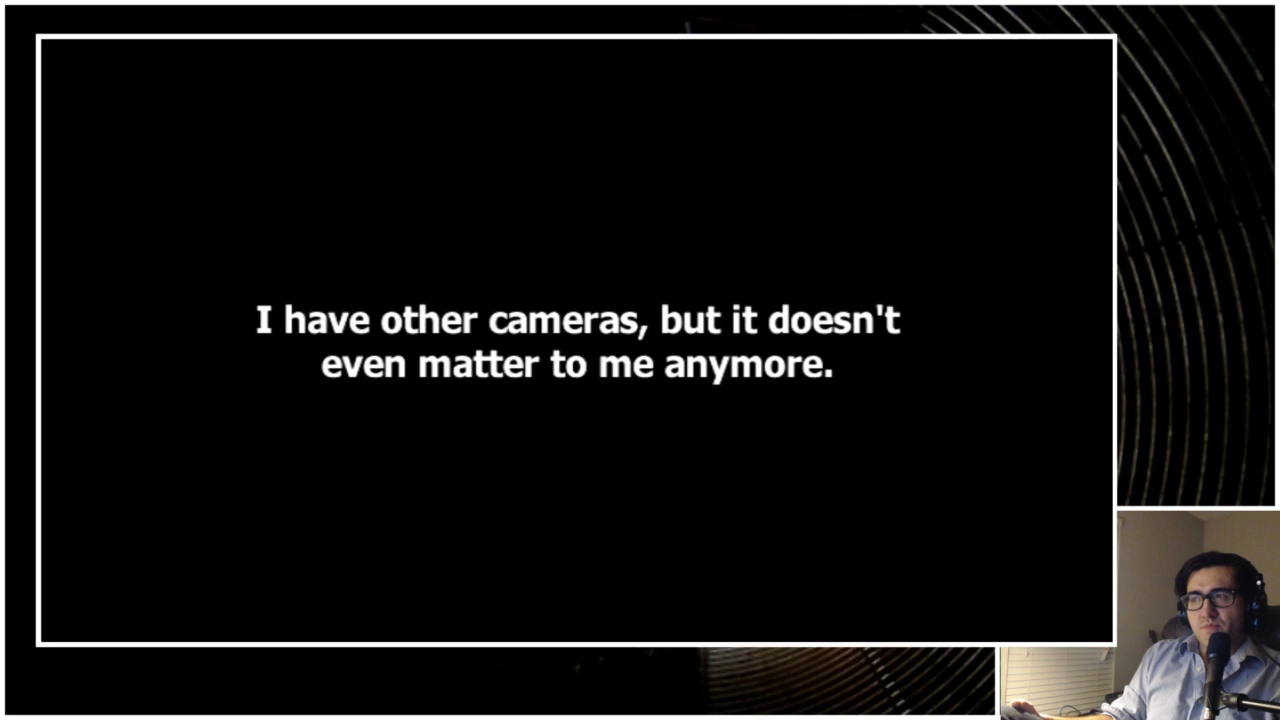 I have other cameras, but it doesn't
even matter to me anymore.